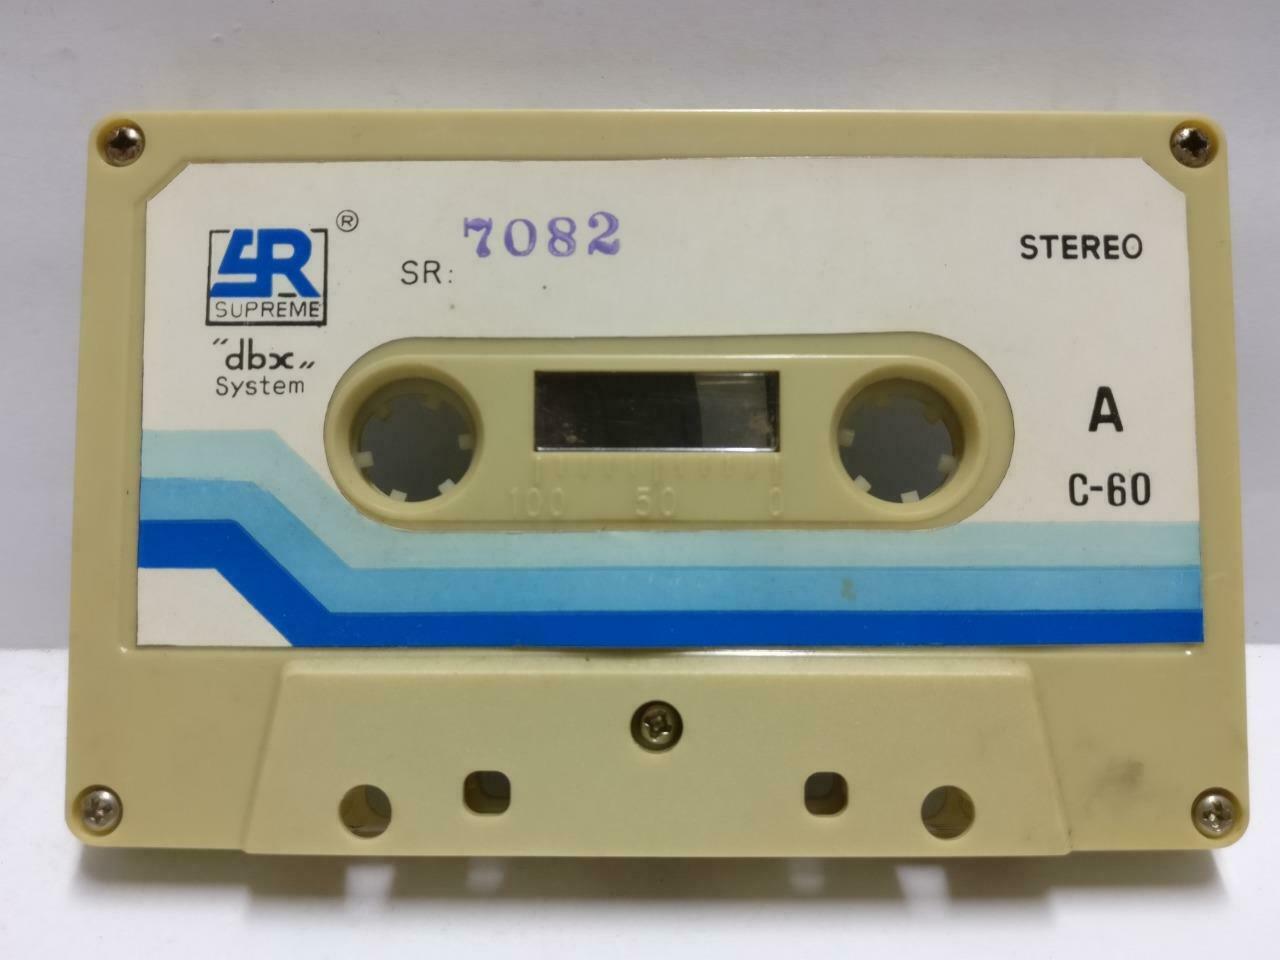 SR ®
SUPREME
"dbx"
System
SR: 7082
STEREO
A
C-60
100 50 0